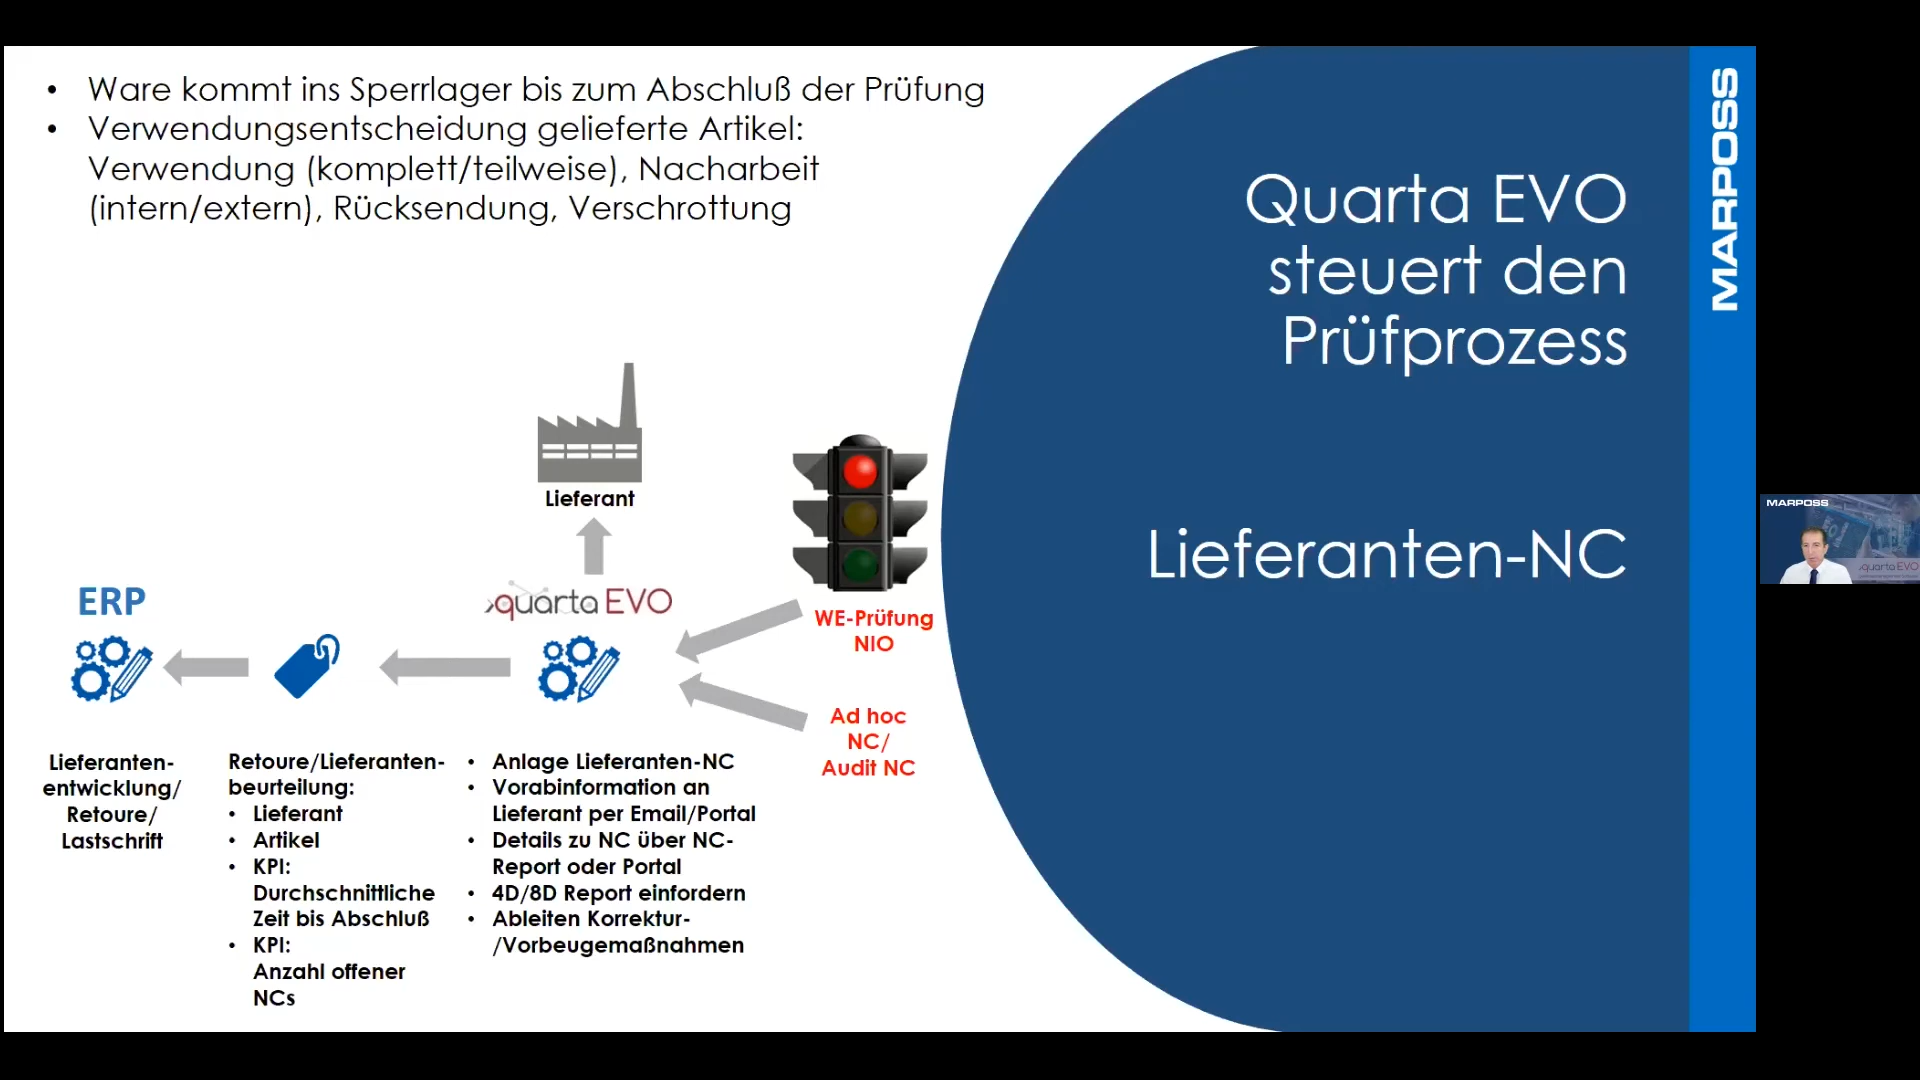 • Ware kommt ins Sperrlager bis zum Abschluß der Prüfung
• Verwendungsentscheidung gelieferte Artikel:
Verwendung (komplett/teilweise), Nacharbeit
(intern/extern), Rücksendung, Verschrottung
Quarta EVO
steuert den
Prüfprozess
Lieferanten-NC
MARPOSS
Lieferant
ERP
quarta EVO
WE-Prüfung
NIO
Ad hoc
NC/
Audit NC
Lieferanten-
entwicklung/
Retoure/
Lastschrift
Retoure/Lieferanten-
beurteilung:
• Lieferant
• Artikel
• KPI:
Durchschnittliche
Zeit bis Abschluß
• KPI:
Anzahl offener
NCs
• Anlage Lieferanten-NC
• Vorabinformation an
Lieferant per Email/Portal
• Details zu NC über NC-
Report oder Portal
• 4D/8D Report einfordern
• Ableiten Korrektur-
/Vorbeugemaßnahmen
MARPOSS
quarta EVO